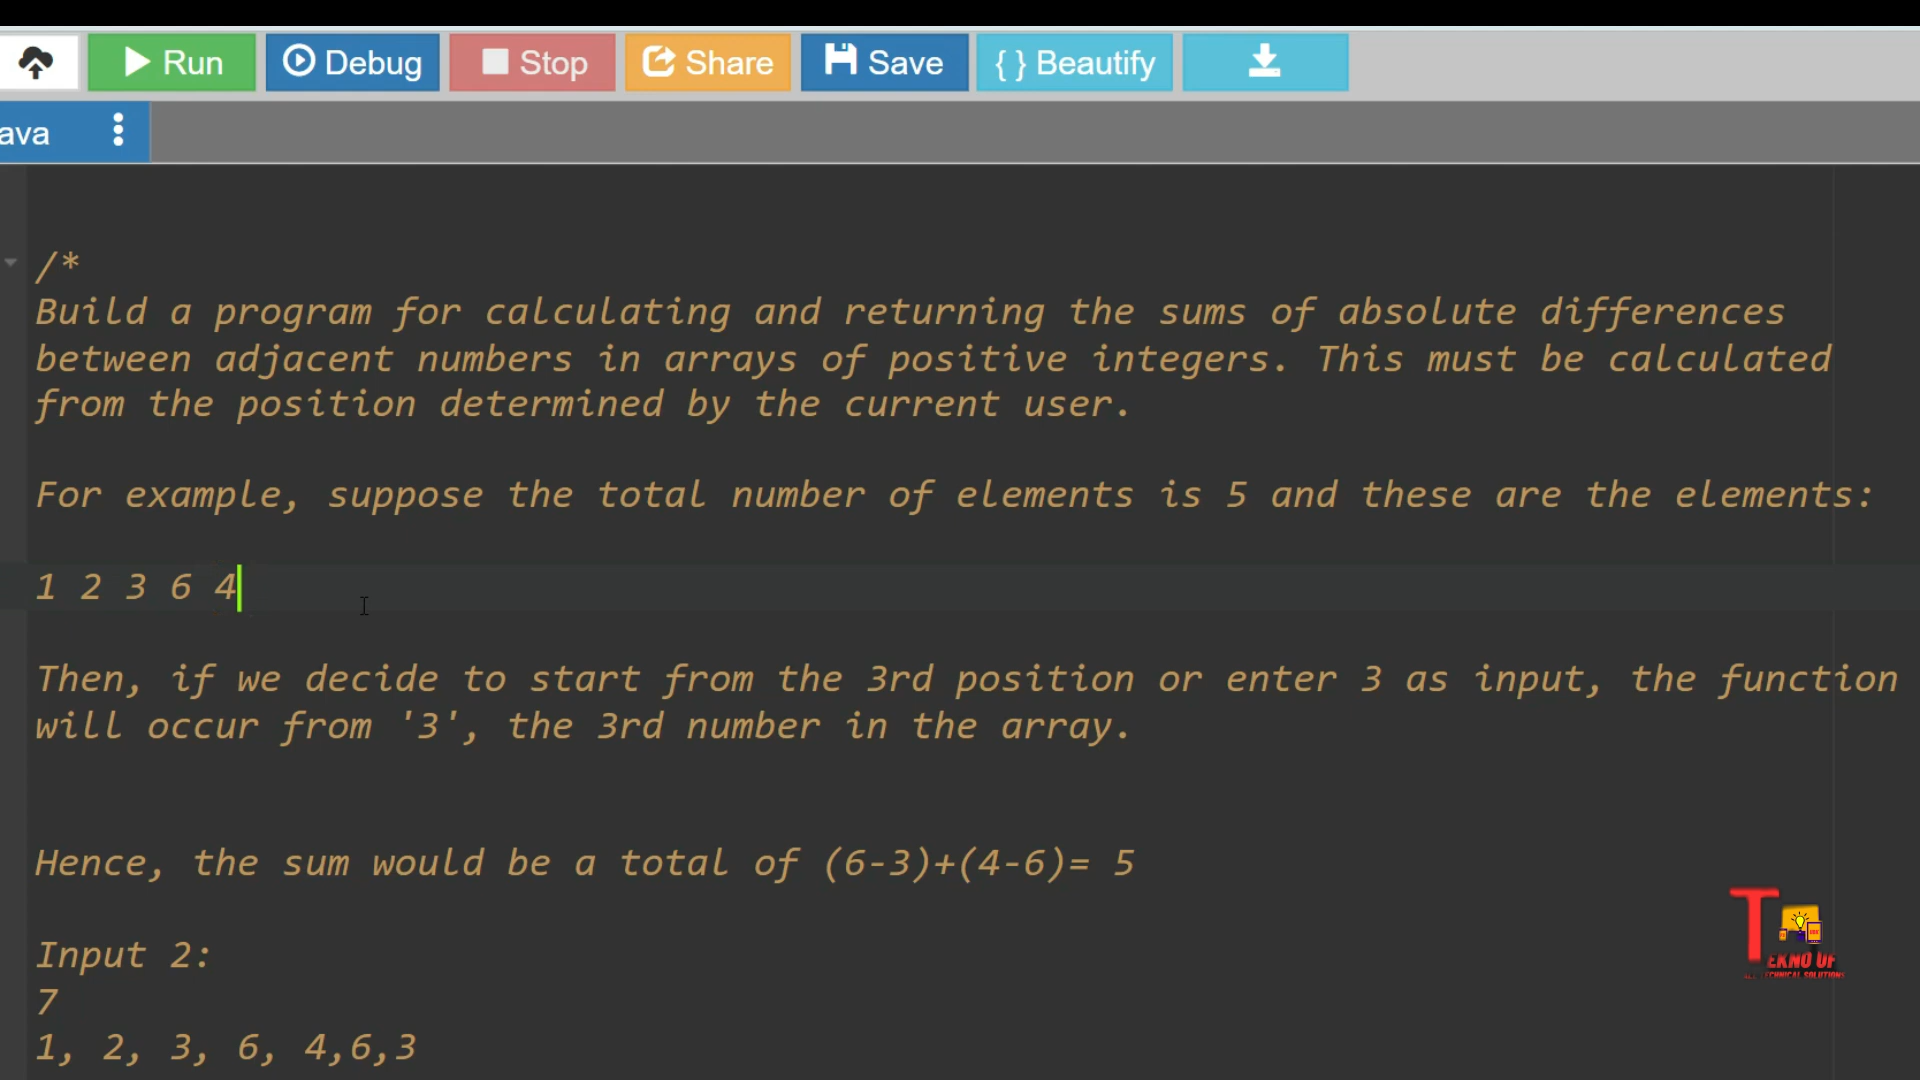 Run Debug Stop Share Save { } Beautify
ava
/*
Build a program for calculating and returning the sums of absolute differences
between adjacent numbers in arrays of positive integers. This must be calculated
from the position determined by the current user.
For example, suppose the total number of elements is 5 and these are the elements:
1 2 3 6 4
Then, if we decide to start from the 3rd position or enter 3 as input, the function
will occur from '3', the 3rd number in the array.
Hence, the sum would be a total of (6-3)+(4-6)= 5
Input 2:
7
1, 2, 3, 6, 4,6,3
TEKNO UF
ALL TECHNICAL SOLUTIONS